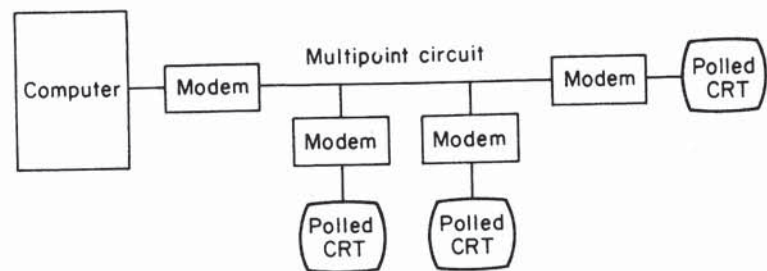 Computer
Modem
Multipoint circuit
Modem
Polled
CRT
Modem
Modem
Polled
CRT
Polled
CRT